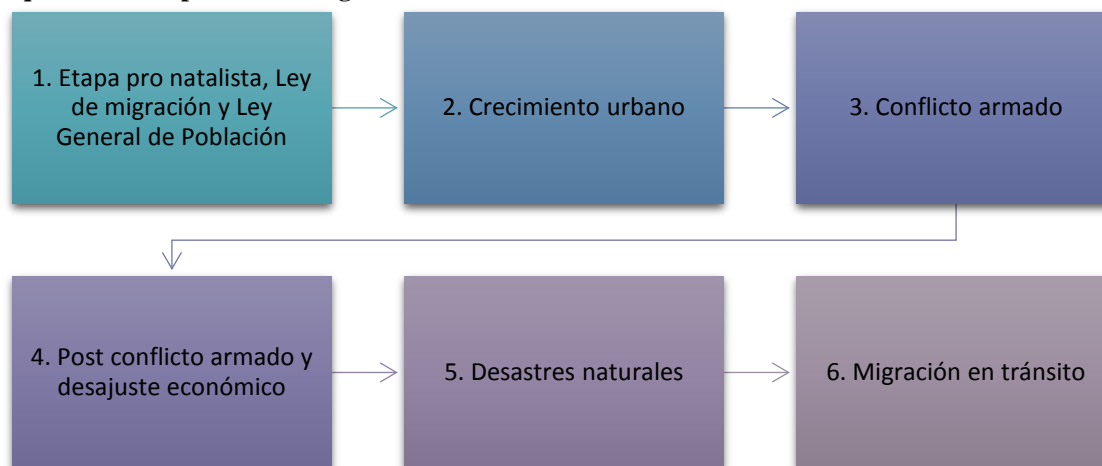 1. Etapa pro natalista, Ley
de migración y Ley
General de Población
2. Crecimiento urbano
3. Conflicto armado
4. Post conflicto armado y
desajuste económico
5. Desastres naturales
6. Migración en tránsito